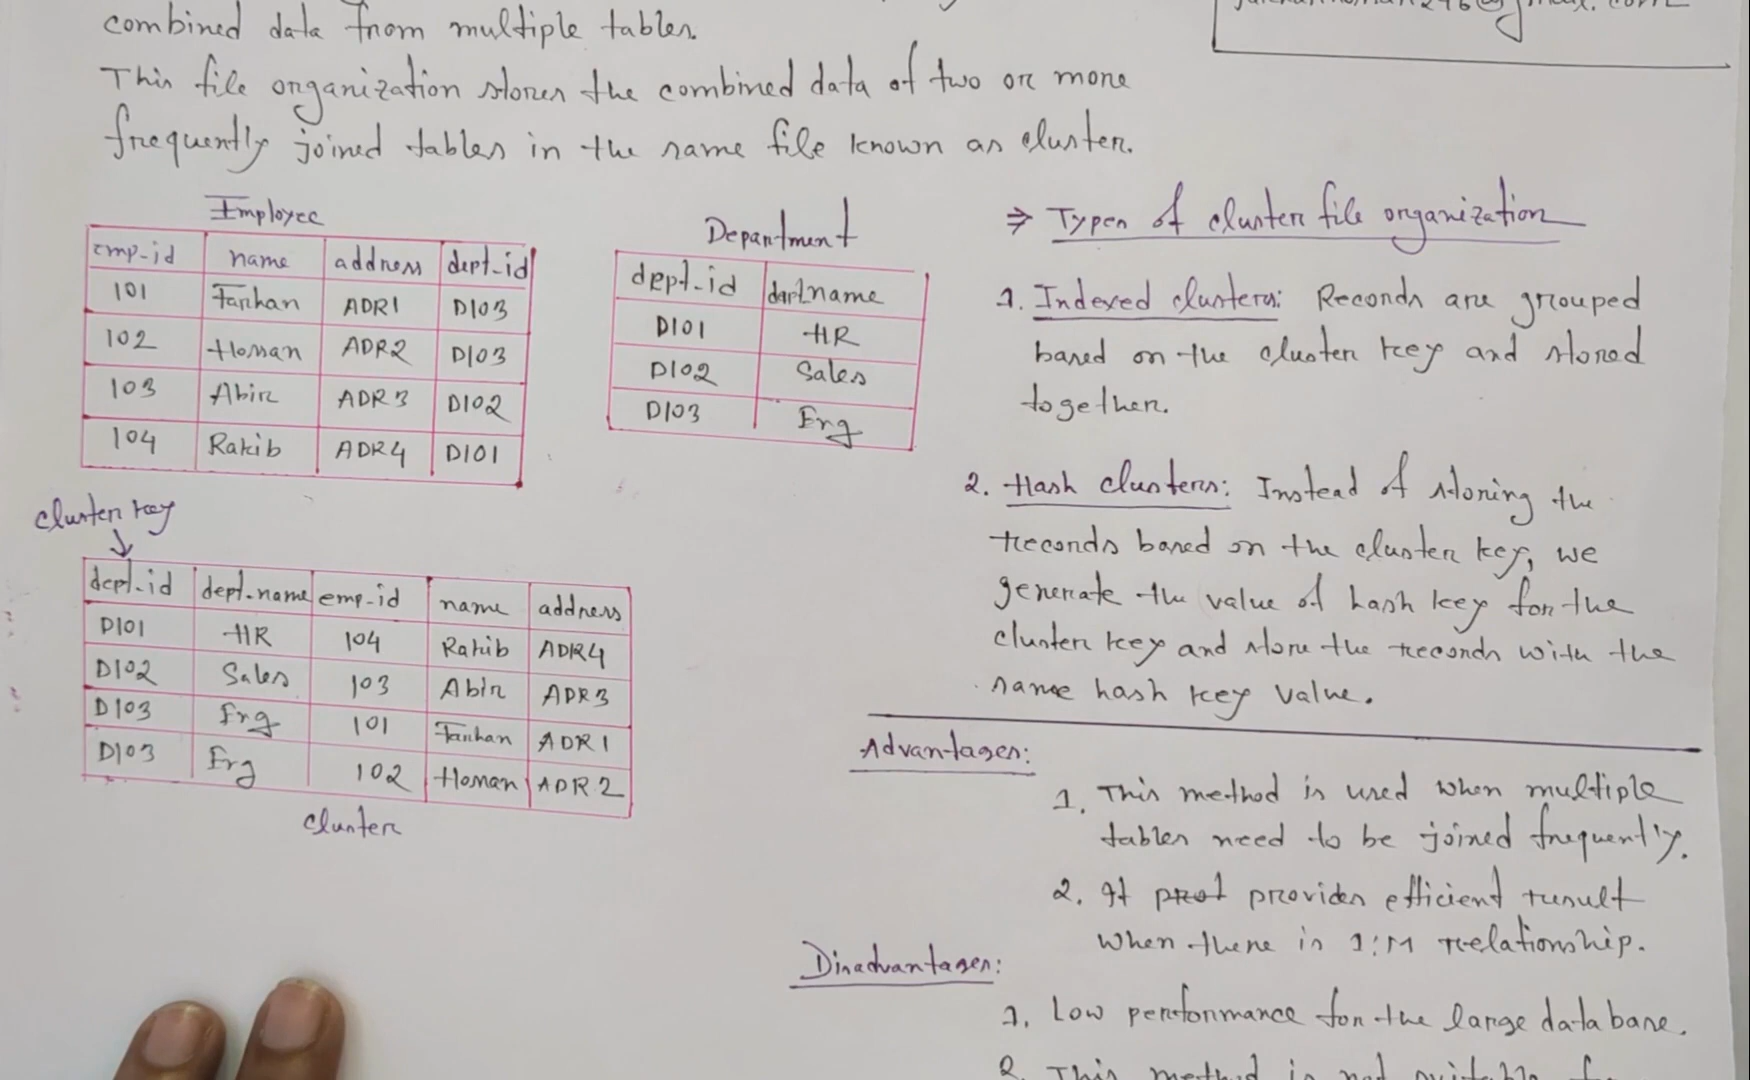 combined data from multiple tables.
This file organization stores the combined data of two or more
frequently joined tables in the same file known as cluster.
Employee
emp-id name address dept-id
101 Farhan ADR1 D103
102 Homan ADR2 D103
103 Abir ADR3 D102
104 Rakib ADR4 D101
Department
dept-id name
D101 HR
D102 Sales
D103 Eng
cluster key
dept-id dept-name emp-id name address
D101 HR 104 Rakib ADR4
D102 Sales 103 Abir ADR3
D103 Eng 101 Farhan ADR1
D103 Eng 102 Homan ADR2
cluster
⇒ Types of cluster file organization
1. Indexed clusters: Records are grouped
based on the cluster key and stored
together.
2. Hash clusters: Instead of storing the
records based on the cluster key, we
generate the value of hash key for the
cluster key and store the records with the
same hash key value.
Advantages:
1. This method is used when multiple
tables need to be joined frequently.
2. It provides efficient result
when there is 1:M relationship.
Disadvantages:
1. Low performance for the large database.
2. This method is not suitable